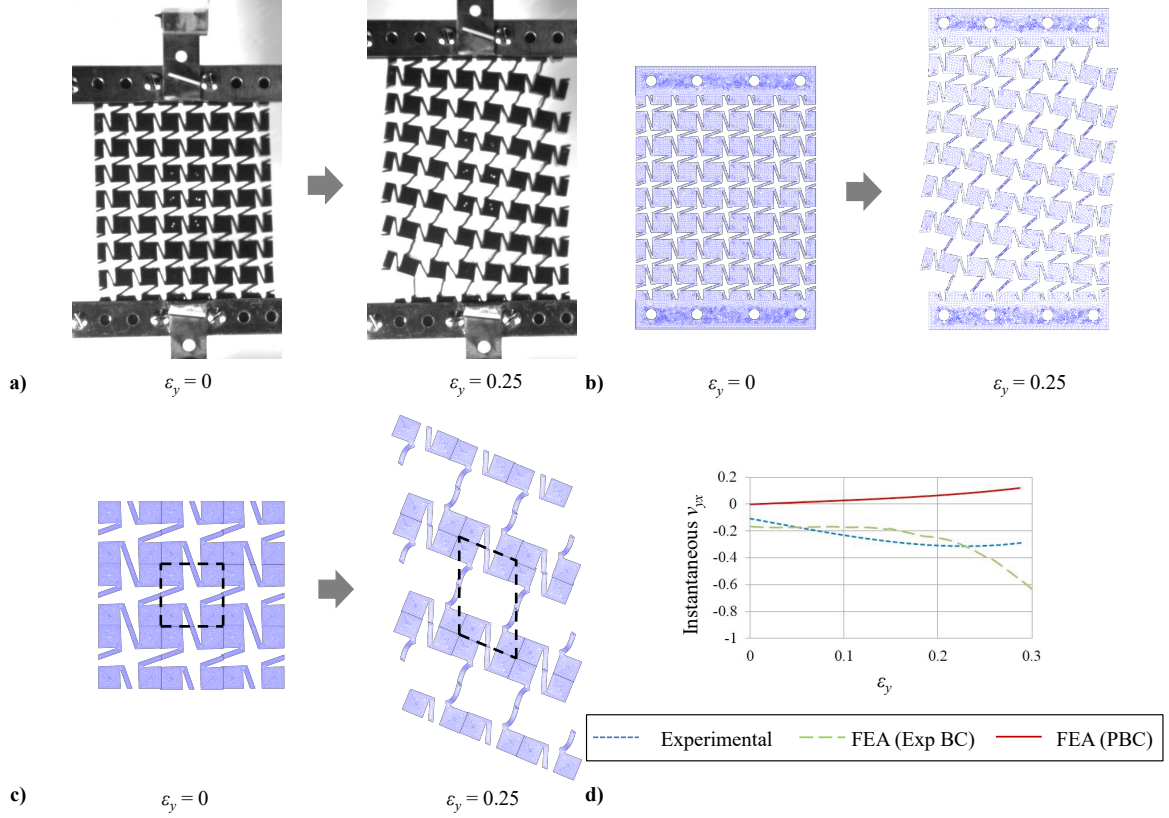 a)
εy = 0
εy = 0.25
b)
εy = 0
εy = 0.25
c)
εy = 0
εy = 0.25
d)
Instantaneous νyx
0.2
0
-0.2
-0.4
-0.6
-0.8
-1
0
0.1
0.2
0.3
εy
Experimental
FEA (Exp BC)
FEA (PBC)